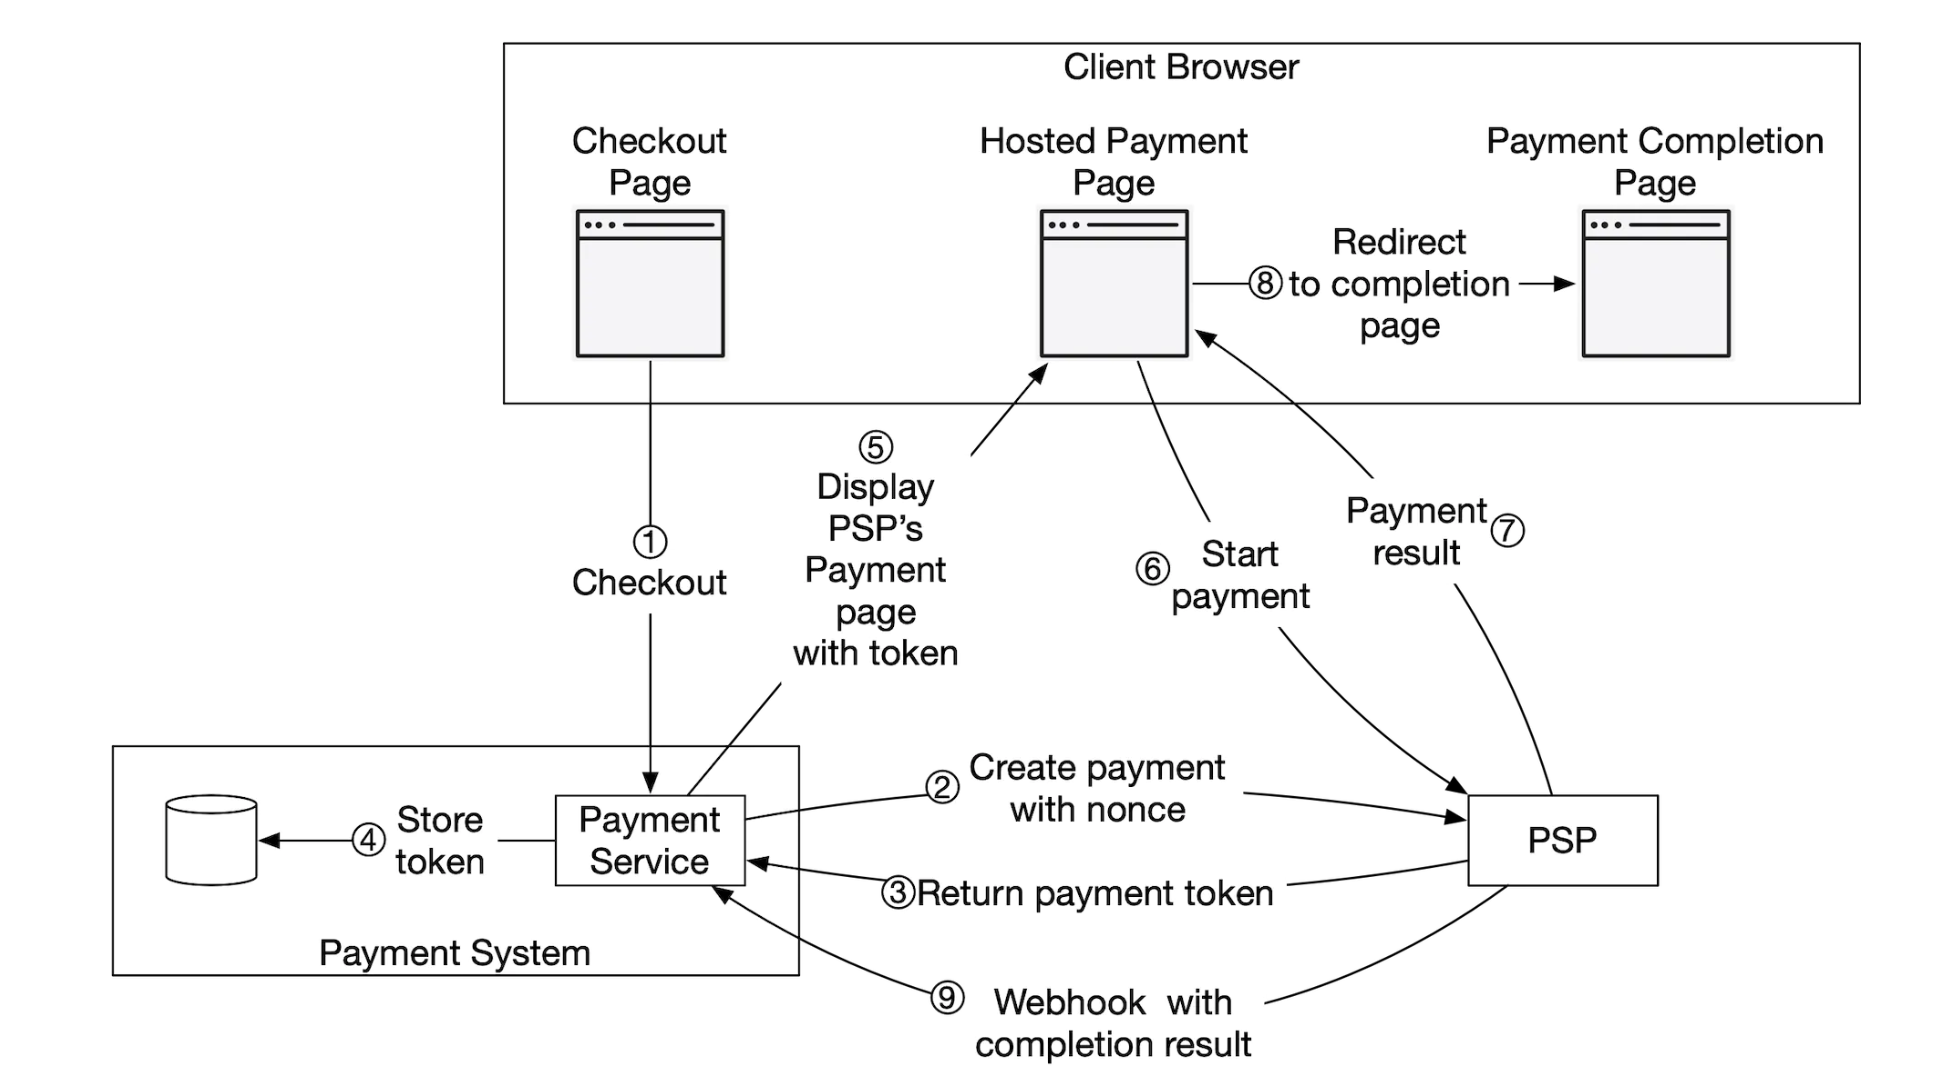 Client Browser
Checkout
Page
Hosted Payment
Page
Payment Completion
Page
Redirect
⑧ to completion
page
⑤
Display
PSP’s
Payment
page
with token
①
Checkout
⑥ Start
payment
Payment ⑦
result
② Create payment
with nonce
④ Store
token
Payment
Service
PSP
③ Return payment token
Payment System
⑨ Webhook with
completion result